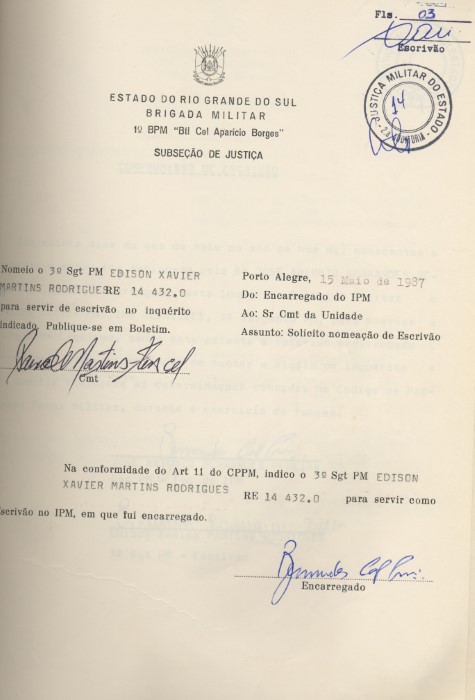 Fls. 03
Escrivão
JUSTIÇA MILITAR DO ESTADO
14
ESTADO DO RIO GRANDE DO SUL
BRIGADA MILITAR
1º BPM "Btl Cel Aparicio Borges"
SUBSEÇÃO DE JUSTIÇA
Nomeio o 3º Sgt PM EDISON XAVIER
MARTINS RODRIGUES RE 14 432.0
para servir de escrivão no inquérito
indicado. Publique-se em Boletim.
Cmt
Porto Alegre, 15 Maio de 1987
Do: Encarregado do IPM
Ao: Sr Cmt da Unidade
Assunto: Solicito nomeação de Escrivão
Na conformidade do Art 11 do CPPM, indico o 3º Sgt PM EDISON
XAVIER MARTINS RODRIGUES RE 14 432.0 para servir como
Escrivão no IPM, em que fui encarregado.
Encarregado